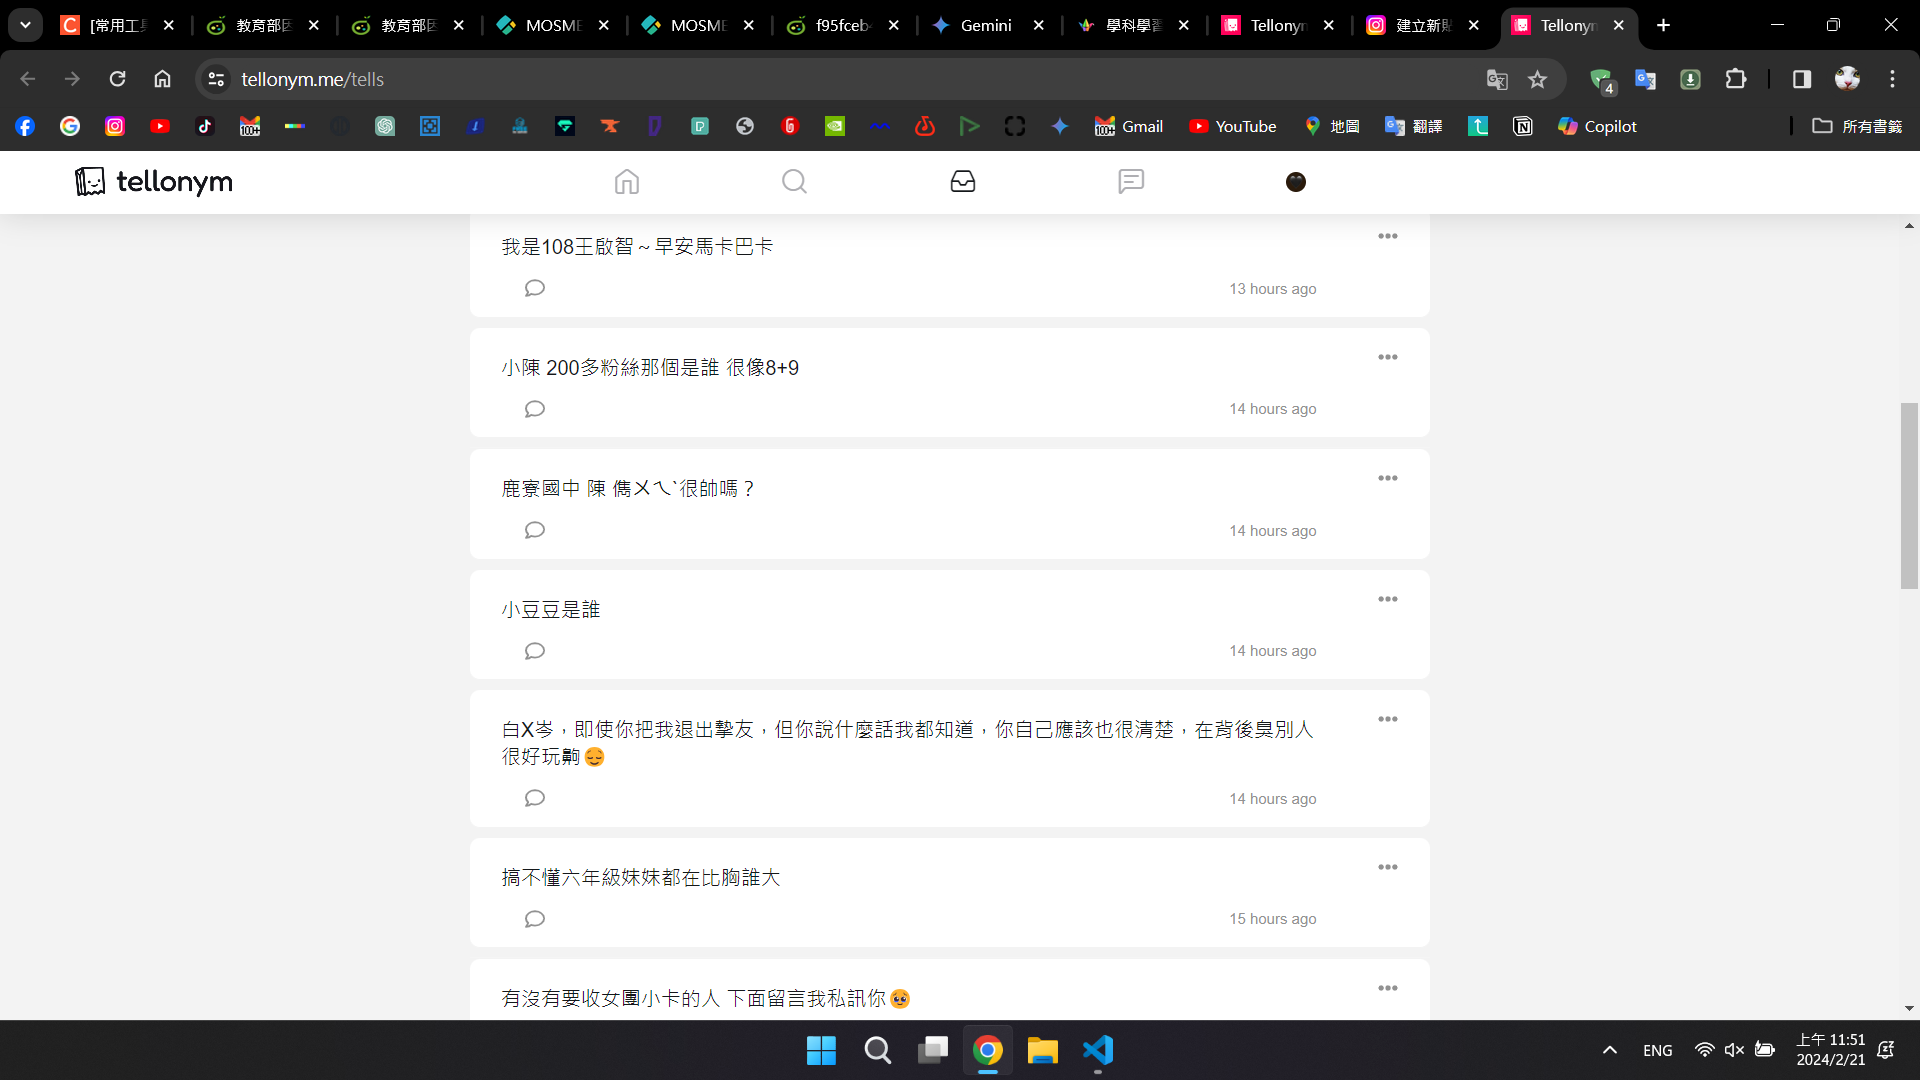 [常用工具
教育部因
教育部因
MOSME
MOSME
f95fceb
Gemini
學科學習
Tellonym
建立新貼
Tellonym
tellonym.me/tells
4
Gmail
YouTube
地圖
翻譯
Copilot
所有書籤
tellonym
我是108王啟智～早安馬卡巴卡
13 hours ago
小陳 200多粉絲那個是誰 很像8+9
14 hours ago
鹿寮國中 陳 儁ㄨㄟˋ很帥嗎？
14 hours ago
小豆豆是誰
14 hours ago
白X岑，即使你把我退出摯友，但你說什麼話我都知道，你自己應該也很清楚，在背後臭別人
很好玩齁😌
14 hours ago
搞不懂六年級妹妹都在比胸誰大
15 hours ago
有沒有要收女團小卡的人 下面留言我私訊你🥺
ENG
上午 11:51
2024/2/21